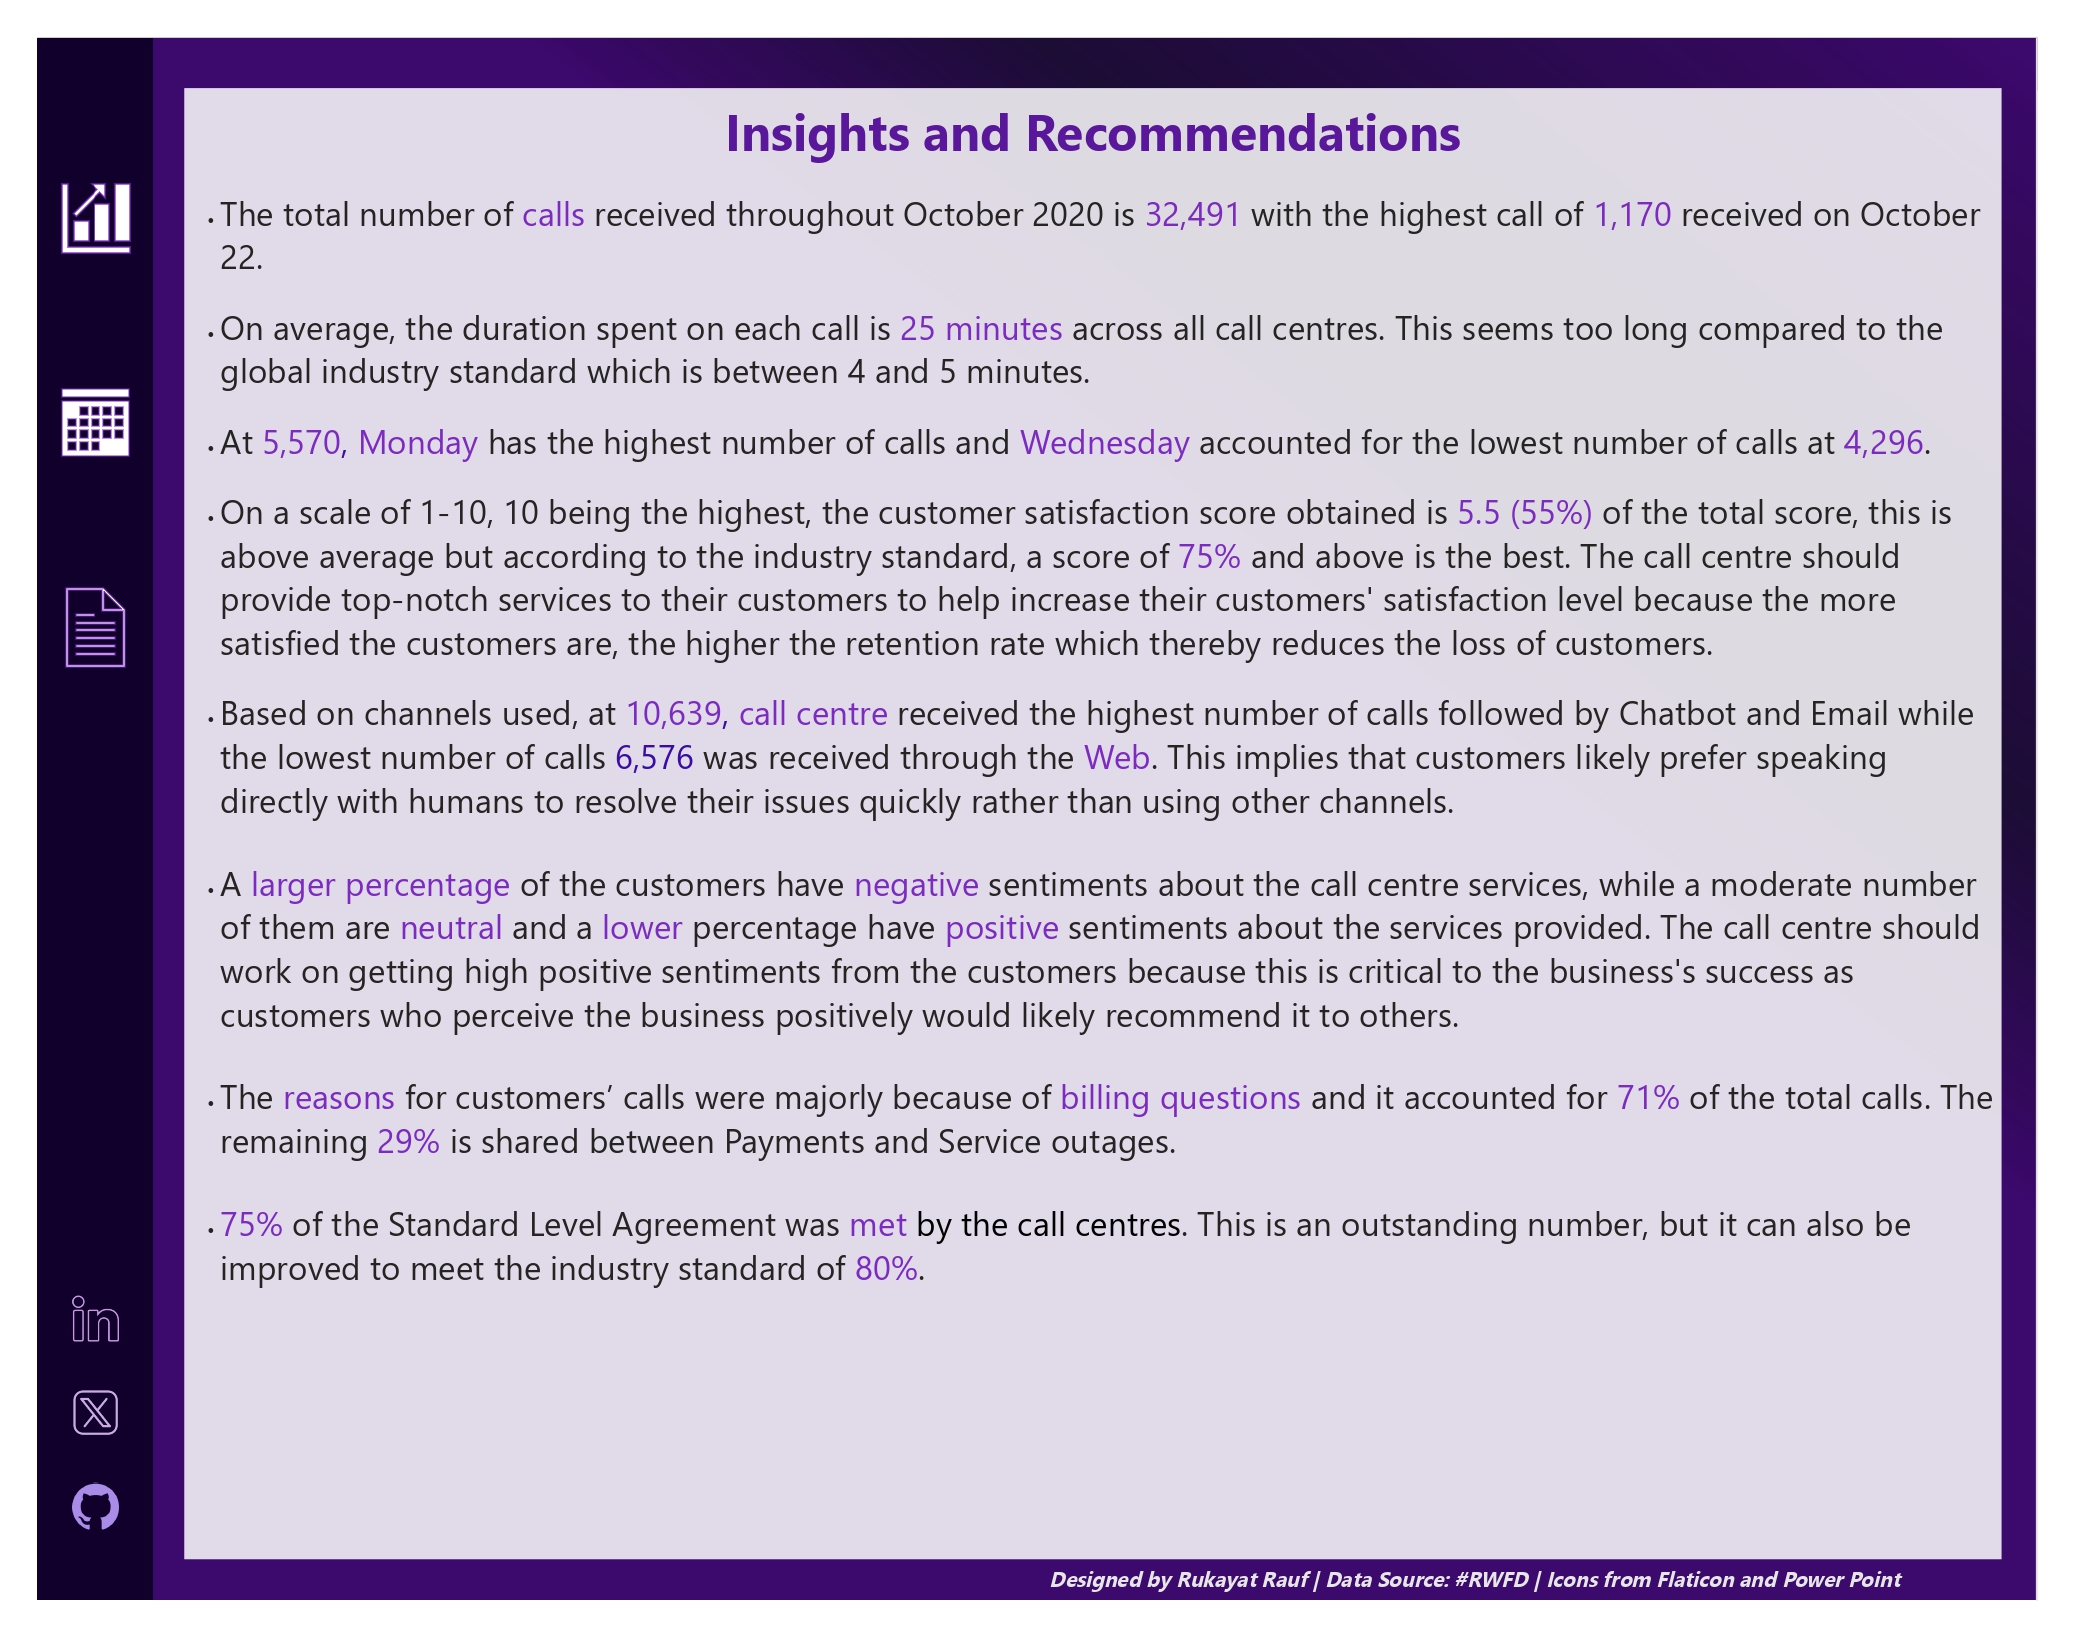 Insights and Recommendations
• The total number of calls received throughout October 2020 is 32,491 with the highest call of 1,170 received on October
22.
• On average, the duration spent on each call is 25 minutes across all call centres. This seems too long compared to the
global industry standard which is between 4 and 5 minutes.
• At 5,570, Monday has the highest number of calls and Wednesday accounted for the lowest number of calls at 4,296.
• On a scale of 1-10, 10 being the highest, the customer satisfaction score obtained is 5.5 (55%) of the total score, this is
above average but according to the industry standard, a score of 75% and above is the best. The call centre should
provide top-notch services to their customers to help increase their customers' satisfaction level because the more
satisfied the customers are, the higher the retention rate which thereby reduces the loss of customers.
• Based on channels used, at 10,639, call centre received the highest number of calls followed by Chatbot and Email while
the lowest number of calls 6,576 was received through the Web. This implies that customers likely prefer speaking
directly with humans to resolve their issues quickly rather than using other channels.
• A larger percentage of the customers have negative sentiments about the call centre services, while a moderate number
of them are neutral and a lower percentage have positive sentiments about the services provided. The call centre should
work on getting high positive sentiments from the customers because this is critical to the business's success as
customers who perceive the business positively would likely recommend it to others.
• The reasons for customers’ calls were majorly because of billing questions and it accounted for 71% of the total calls. The
remaining 29% is shared between Payments and Service outages.
• 75% of the Standard Level Agreement was met by the call centres. This is an outstanding number, but it can also be
improved to meet the industry standard of 80%.
in
X
Designed by Rukayat Rauf | Data Source: #RWFD | Icons from Flaticon and Power Point